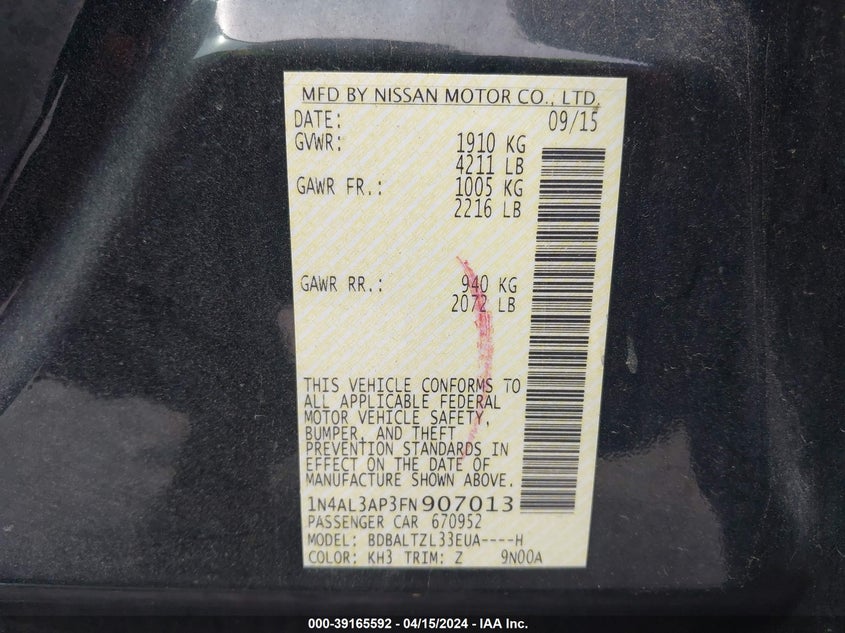 MFD BY NISSAN MOTOR CO., LTD.
DATE: 09/15
GVWR: 1910 KG
4211 LB
GAWR FR.: 1005 KG
2216 LB
GAWR RR.: 940 KG
2072 LB
THIS VEHICLE CONFORMS TO
ALL APPLICABLE FEDERAL
MOTOR VEHICLE SAFETY,
BUMPER, AND THEFT
PREVENTION STANDARDS IN
EFFECT ON THE DATE OF
MANUFACTURE SHOWN ABOVE.
1N4AL3AP3FN907013
PASSENGER CAR 670952
MODEL: BDBALTZL33EUA----H
COLOR: KH3 TRIM: Z 9N00A
000-39165592 - 04/15/2024 - IAA Inc.